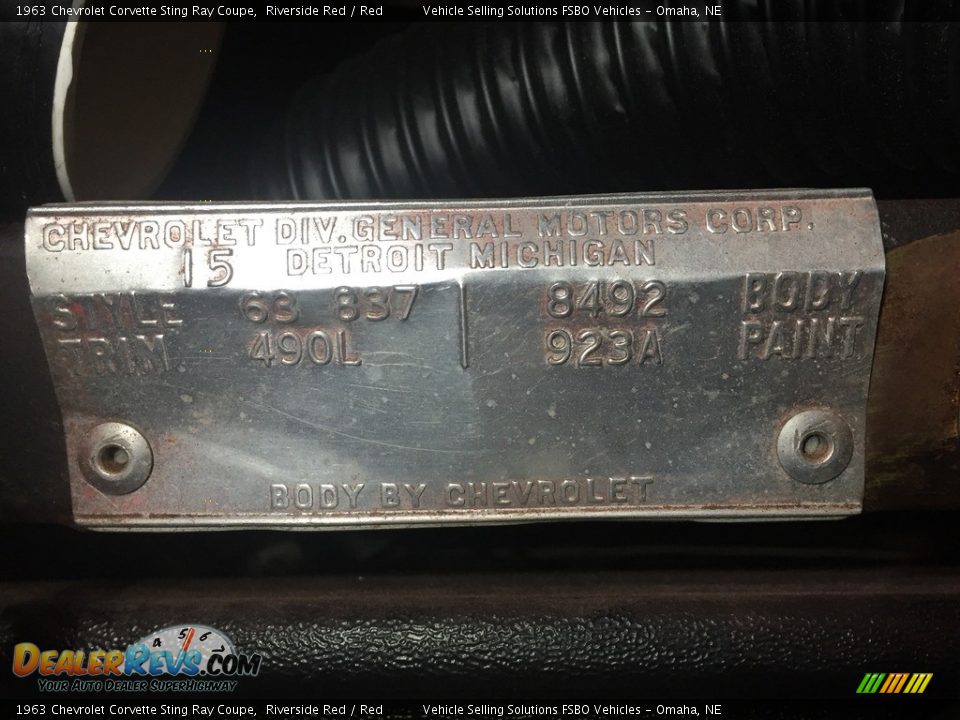 1963 Chevrolet Corvette Sting Ray Coupe, Riverside Red / Red Vehicle Selling Solutions FSBO Vehicles - Omaha, NE
CHEVROLET DIV. GENERAL MOTORS CORP.
15 DETROIT MICHIGAN
STYLE 63 837 8492 BODY
TRIM 490L 923A PAINT
BODY BY CHEVROLET
4 5 6
DEALERREVS.COM
YOUR AUTO DEALER SUPERHIGHWAY
1963 Chevrolet Corvette Sting Ray Coupe, Riverside Red / Red Vehicle Selling Solutions FSBO Vehicles - Omaha, NE